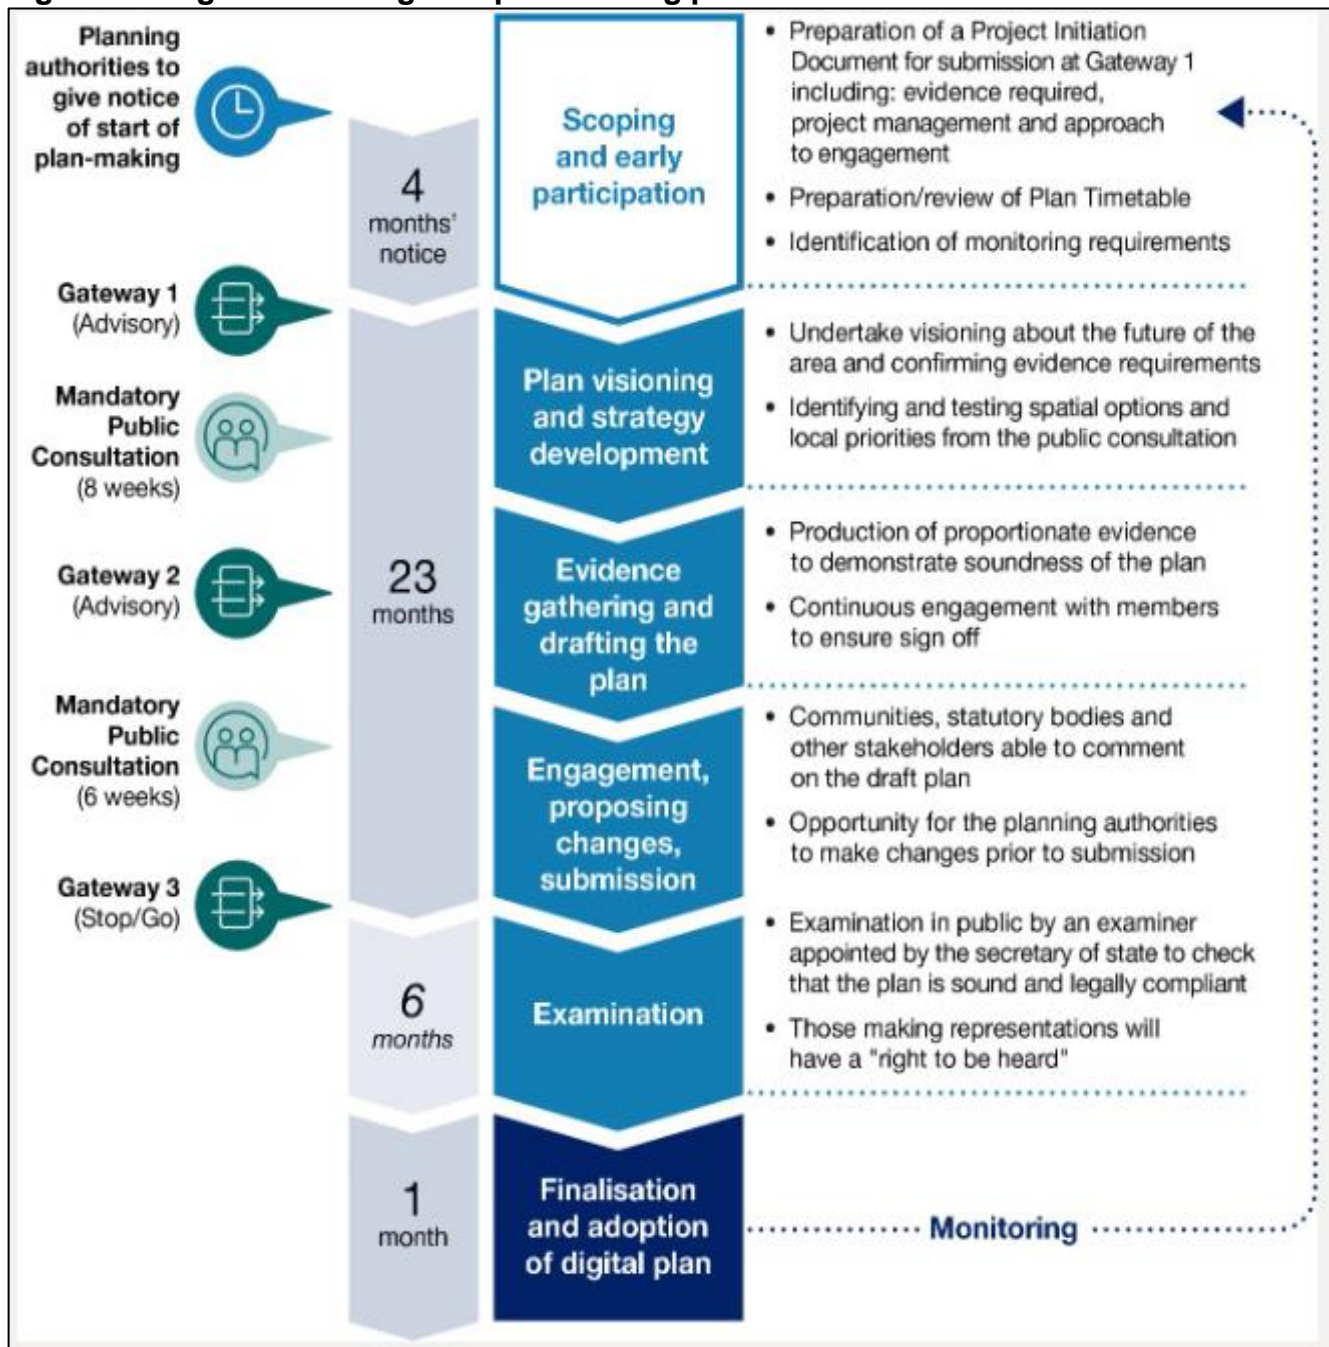 Planning
authorities to
give notice
of start of
plan-making
4
months'
notice
Scoping
and early
participation
• Preparation of a Project Initiation
Document for submission at Gateway 1
including: evidence required,
project management and approach
to engagement
• Preparation/review of Plan Timetable
• Identification of monitoring requirements
Gateway 1
(Advisory)
Mandatory
Public
Consultation
(8 weeks)
Plan visioning
and strategy
development
• Undertake visioning about the future of the
area and confirming evidence requirements
• Identifying and testing spatial options and
local priorities from the public consultation
Gateway 2
(Advisory)
23
months
Evidence
gathering and
drafting the
plan
• Production of proportionate evidence
to demonstrate soundness of the plan
• Continuous engagement with members
to ensure sign off
Mandatory
Public
Consultation
(6 weeks)
Engagement,
proposing
changes,
submission
• Communities, statutory bodies and
other stakeholders able to comment
on the draft plan
• Opportunity for the planning authorities
to make changes prior to submission
Gateway 3
(Stop/Go)
6
months
Examination
• Examination in public by an examiner
appointed by the secretary of state to check
that the plan is sound and legally compliant
• Those making representations will
have a "right to be heard"
1
month
Finalisation
and adoption
of digital plan
Monitoring